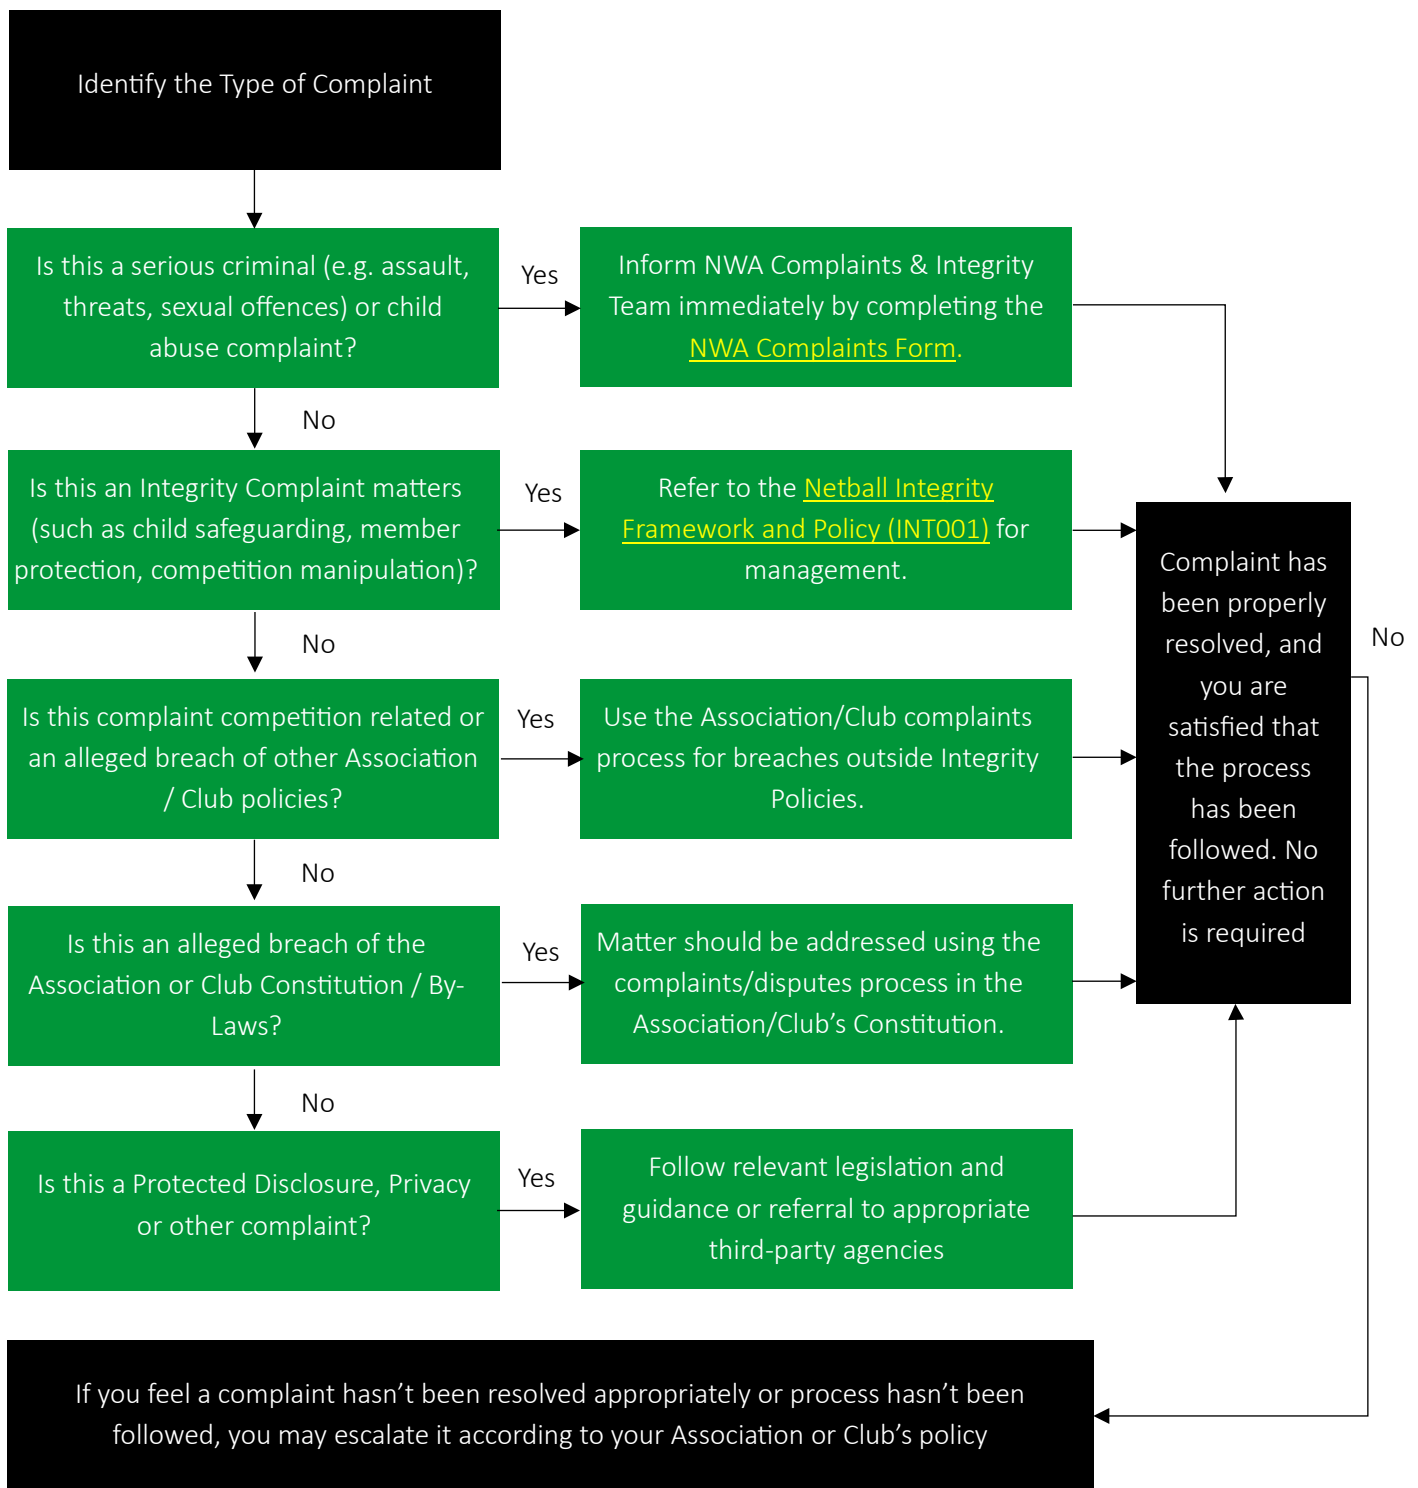 Identify the Type of Complaint
Is this a serious criminal (e.g. assault,
threats, sexual offences) or child
abuse complaint?
Yes
Inform NWA Complaints & Integrity
Team immediately by completing the
NWA Complaints Form.
No
Is this an Integrity Complaint matters
(such as child safeguarding, member
protection, competition manipulation)?
Yes
Refer to the Netball Integrity
Framework and Policy (INT001) for
management.
No
Is this complaint competition related or
an alleged breach of other Association
/ Club policies?
Yes
Use the Association/Club complaints
process for breaches outside Integrity
Policies.
No
Is this an alleged breach of the
Association or Club Constitution / By-
Laws?
Yes
Matter should be addressed using the
complaints/disputes process in the
Association/Club’s Constitution.
No
Is this a Protected Disclosure, Privacy
or other complaint?
Yes
Follow relevant legislation and
guidance or referral to appropriate
third-party agencies
Complaint has
been properly
resolved, and
you are
satisfied that
the process
has been
followed. No
further action
is required
No
If you feel a complaint hasn’t been resolved appropriately or process hasn’t been
followed, you may escalate it according to your Association or Club’s policy